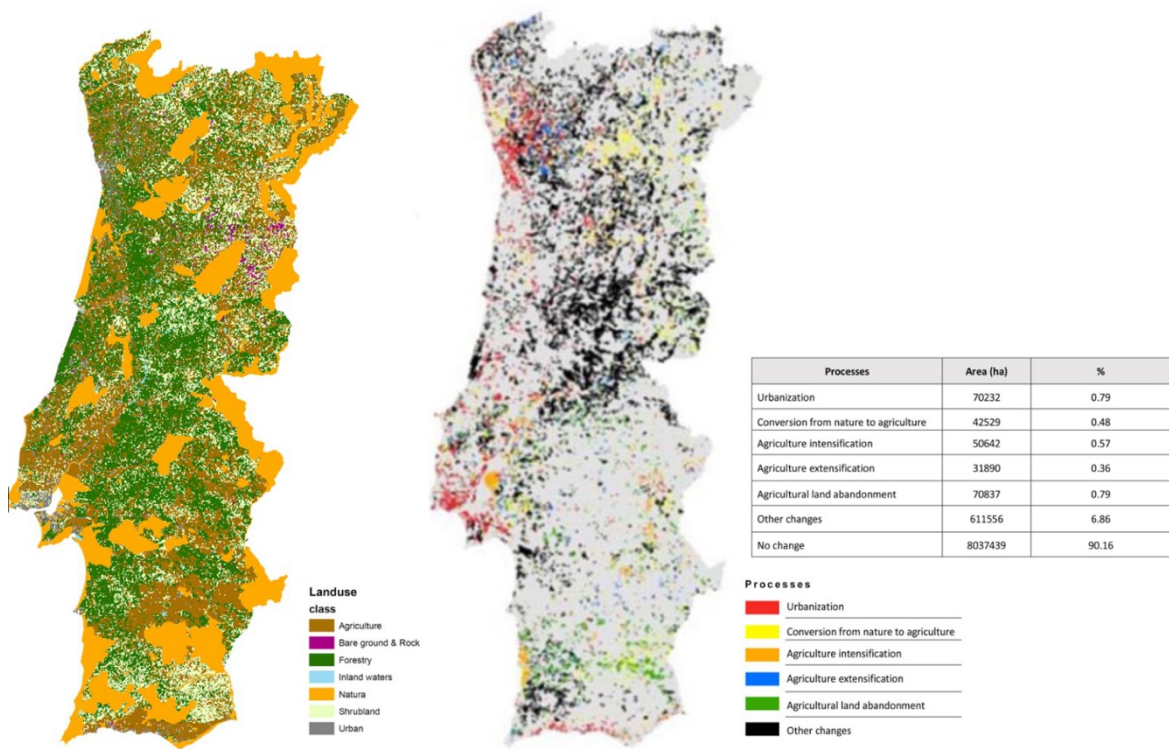 Landuse
class
Agriculture
Bare ground & Rock
Forestry
Inland waters
Natura
Shrubland
Urban
Processes Area (ha) %
Urbanization 70232 0.79
Conversion from nature to agriculture 42529 0.48
Agriculture intensification 50642 0.57
Agriculture extensification 31890 0.36
Agricultural land abandonment 70837 0.79
Other changes 611556 6.86
No change 8037439 90.16
Processes
Urbanization
Conversion from nature to agriculture
Agriculture intensification
Agriculture extensification
Agricultural land abandonment
Other changes